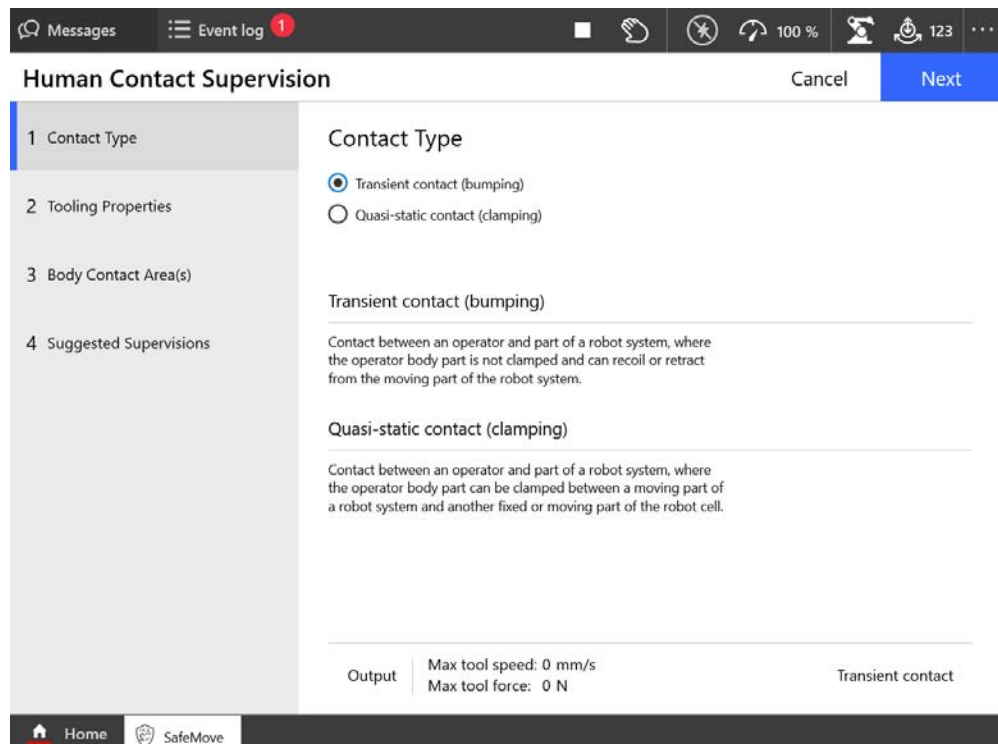 Messages
Event log 1
100 %
123
Human Contact Supervision
Cancel
Next
1 Contact Type
2 Tooling Properties
3 Body Contact Area(s)
4 Suggested Supervisions
Contact Type
Transient contact (bumping)
Quasi-static contact (clamping)
Transient contact (bumping)
Contact between an operator and part of a robot system, where
the operator body part is not clamped and can recoil or retract
from the moving part of the robot system.
Quasi-static contact (clamping)
Contact between an operator and part of a robot system, where
the operator body part can be clamped between a moving part of
a robot system and another fixed or moving part of the robot cell.
Output
Max tool speed: 0 mm/s
Max tool force: 0 N
Transient contact
Home
SafeMove